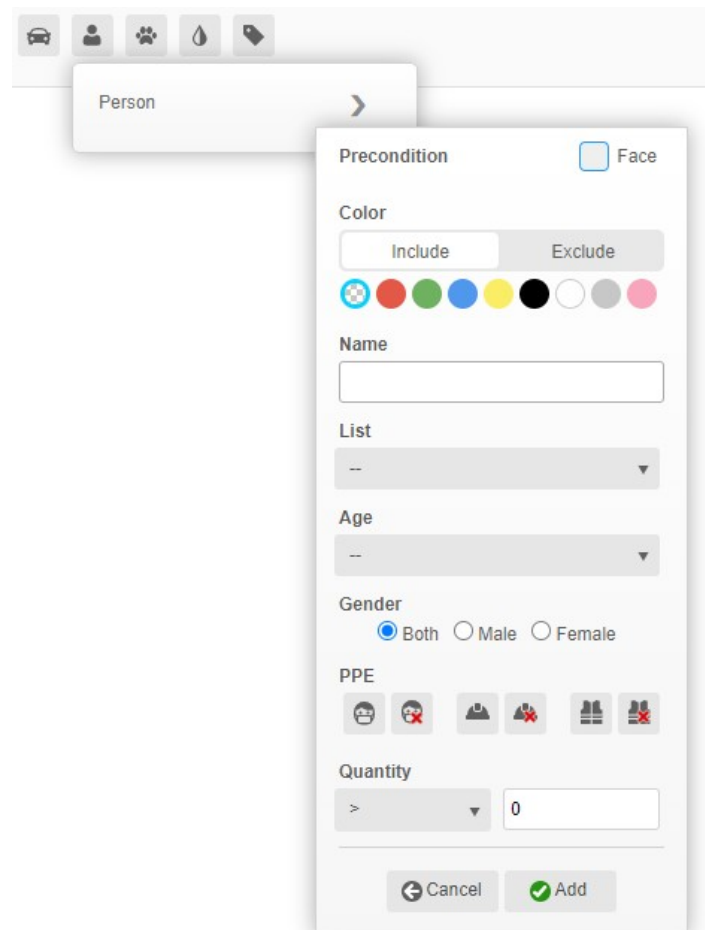 Person
Precondition Face
Color
Include Exclude
Name
List
--
Age
--
Gender
Both Male Female
PPE
Quantity
> 0
Cancel Add